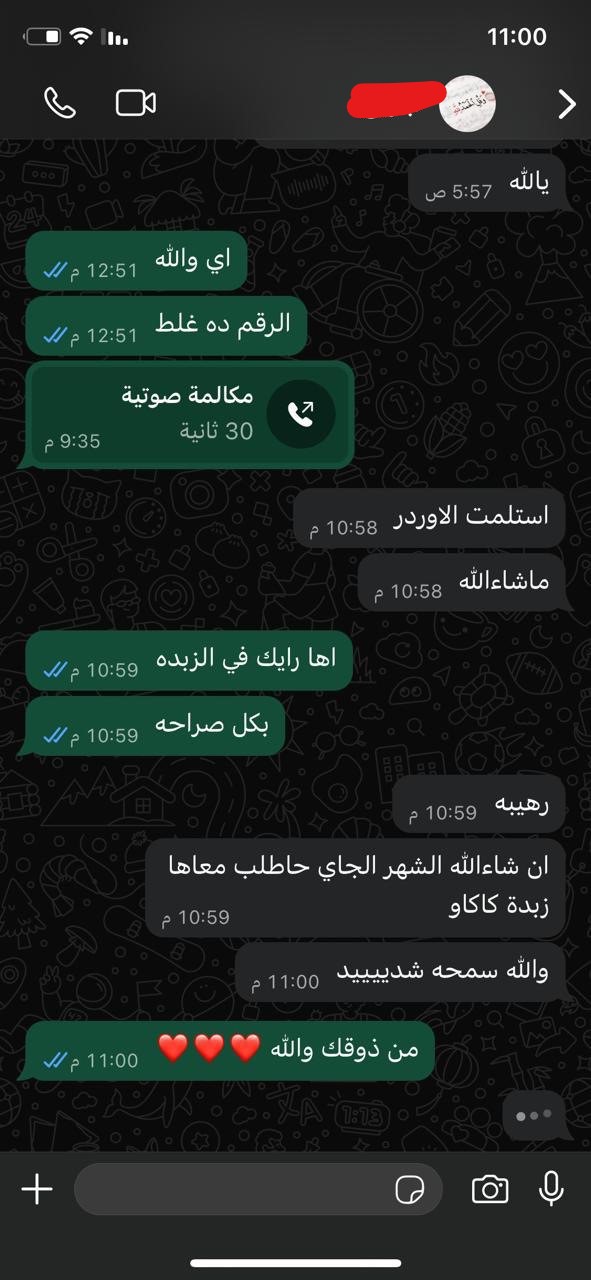 11:00
يالله
5:57 ص
اي والله
12:51 م
الرقم ده غلط
12:51 م
مكالمة صوتية
30 ثانية
9:35 م
استلمت الاوردر
10:58 م
ماشاءالله
10:58 م
اها رايك في الزبده
10:59 م
بكل صراحه
10:59 م
رهيبه
10:59 م
ان شاءالله الشهر الجاي حاطلب معاها
زبدة كاكاو
10:59 م
والله سمحه شدييييد
11:00 م
من ذوقك والله ❤️❤️❤️
11:00 م